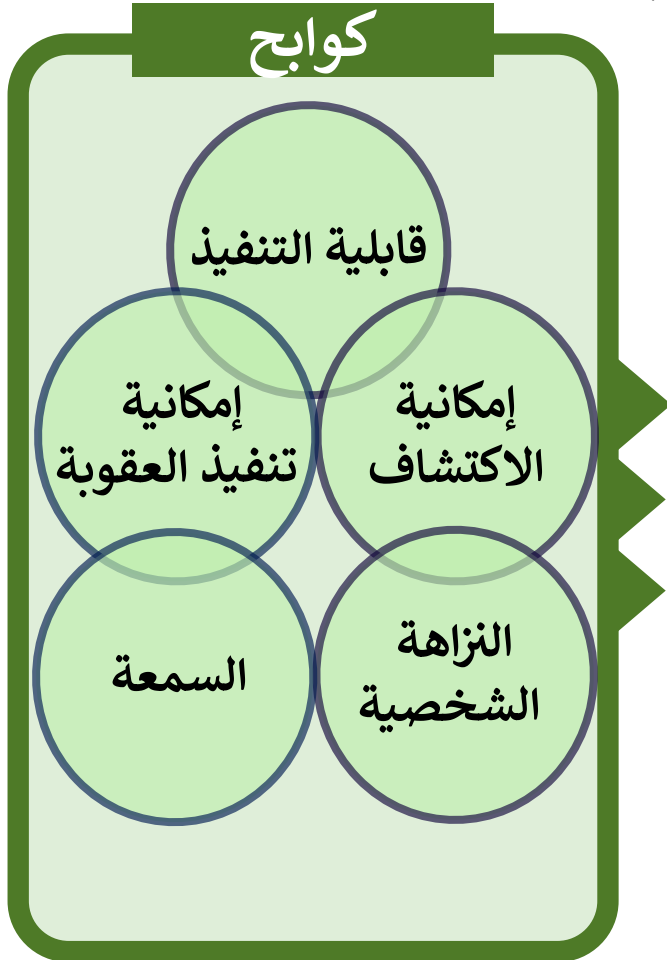 كوابح
قابلية التنفيذ
إمكانية
الاكتشاف
إمكانية
تنفيذ العقوبة
النزاهة
الشخصية
السمعة